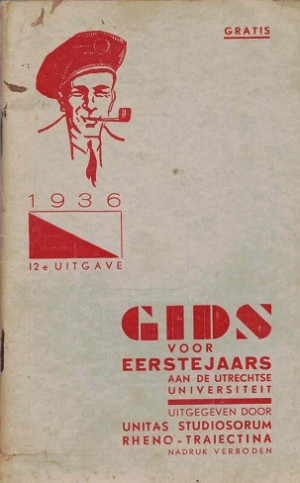 GRATIS
1936
12e UITGAVE
GIDS
VOOR
EERSTEJAARS
AAN DE UTRECHTSE
UNIVERSITEIT
UITGEGEVEN DOOR
UNITAS STUDIOSORUM
RHENO-TRAIECTINA
NADRUK VERBODEN